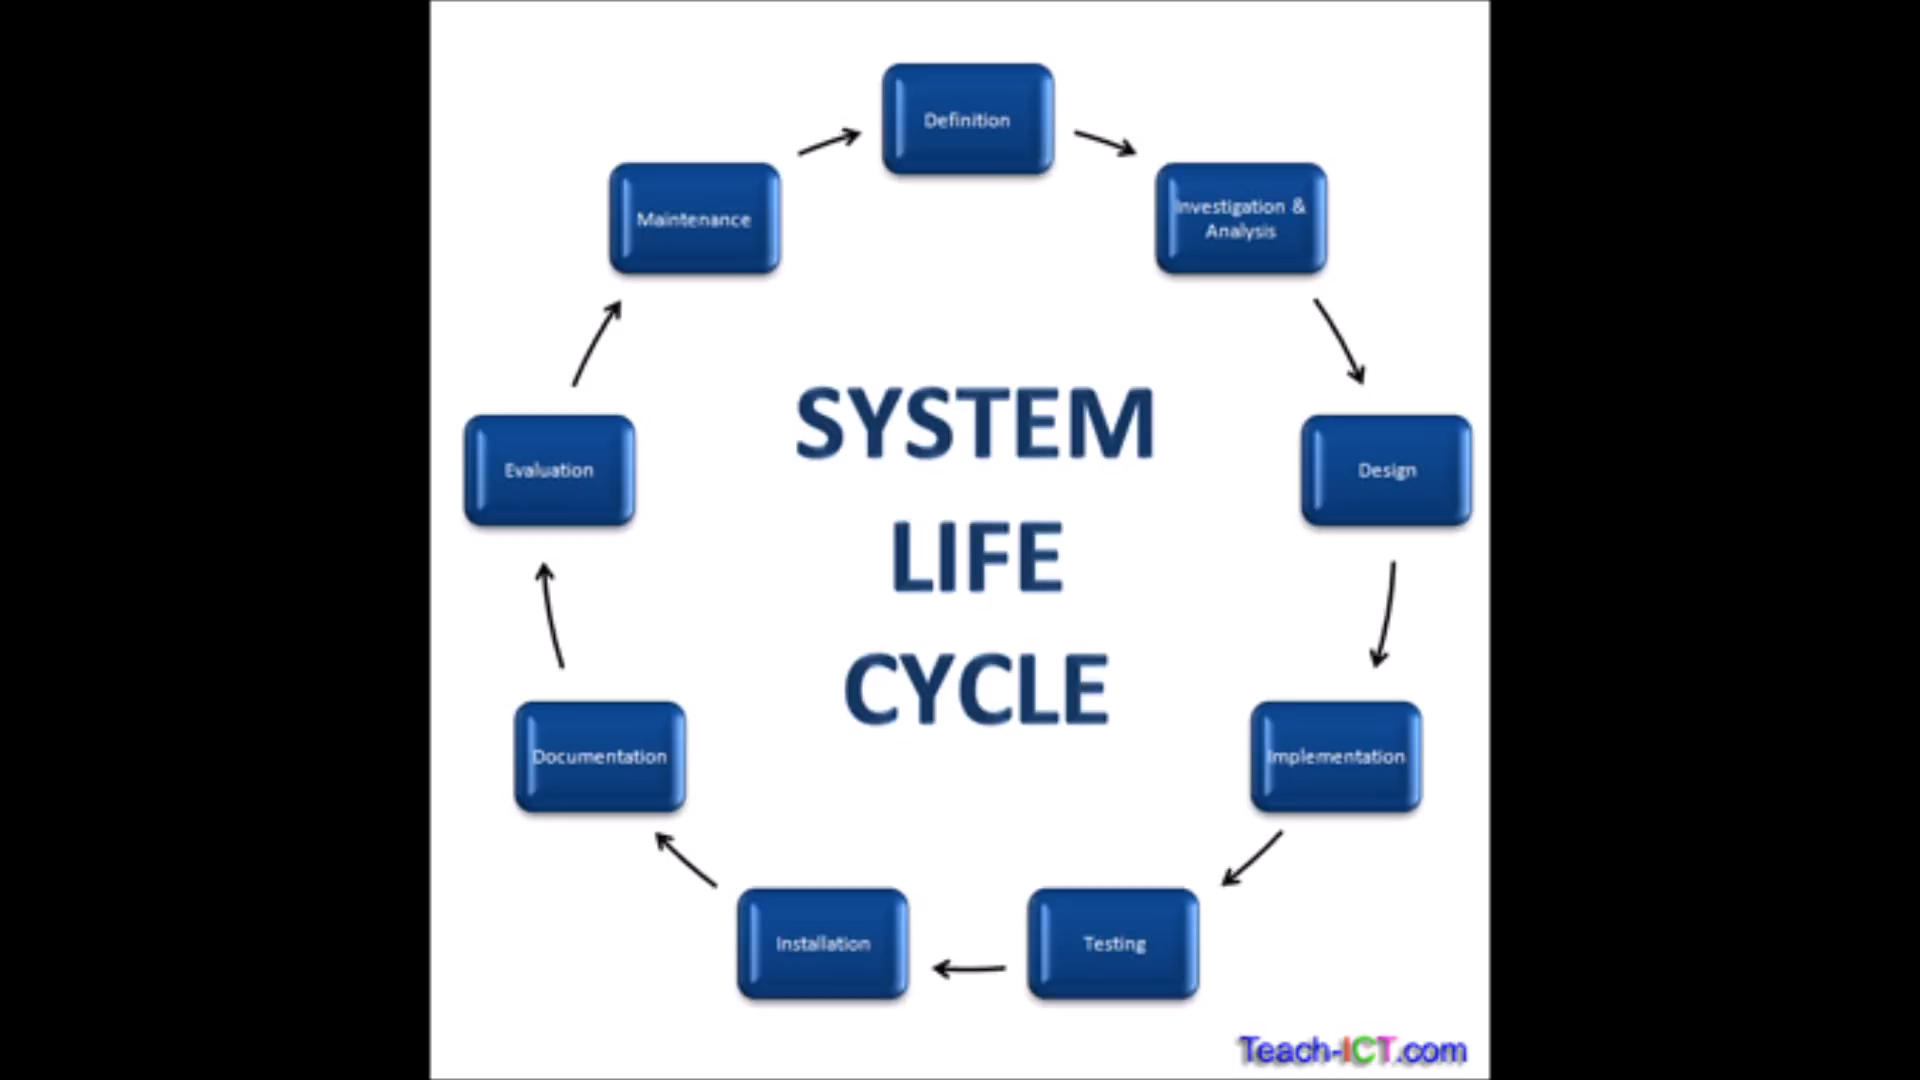 Definition
Investigation &
Analysis
Design
Implementation
Testing
Installation
Documentation
Evaluation
Maintenance
SYSTEM
LIFE
CYCLE
Teach-ICT.com